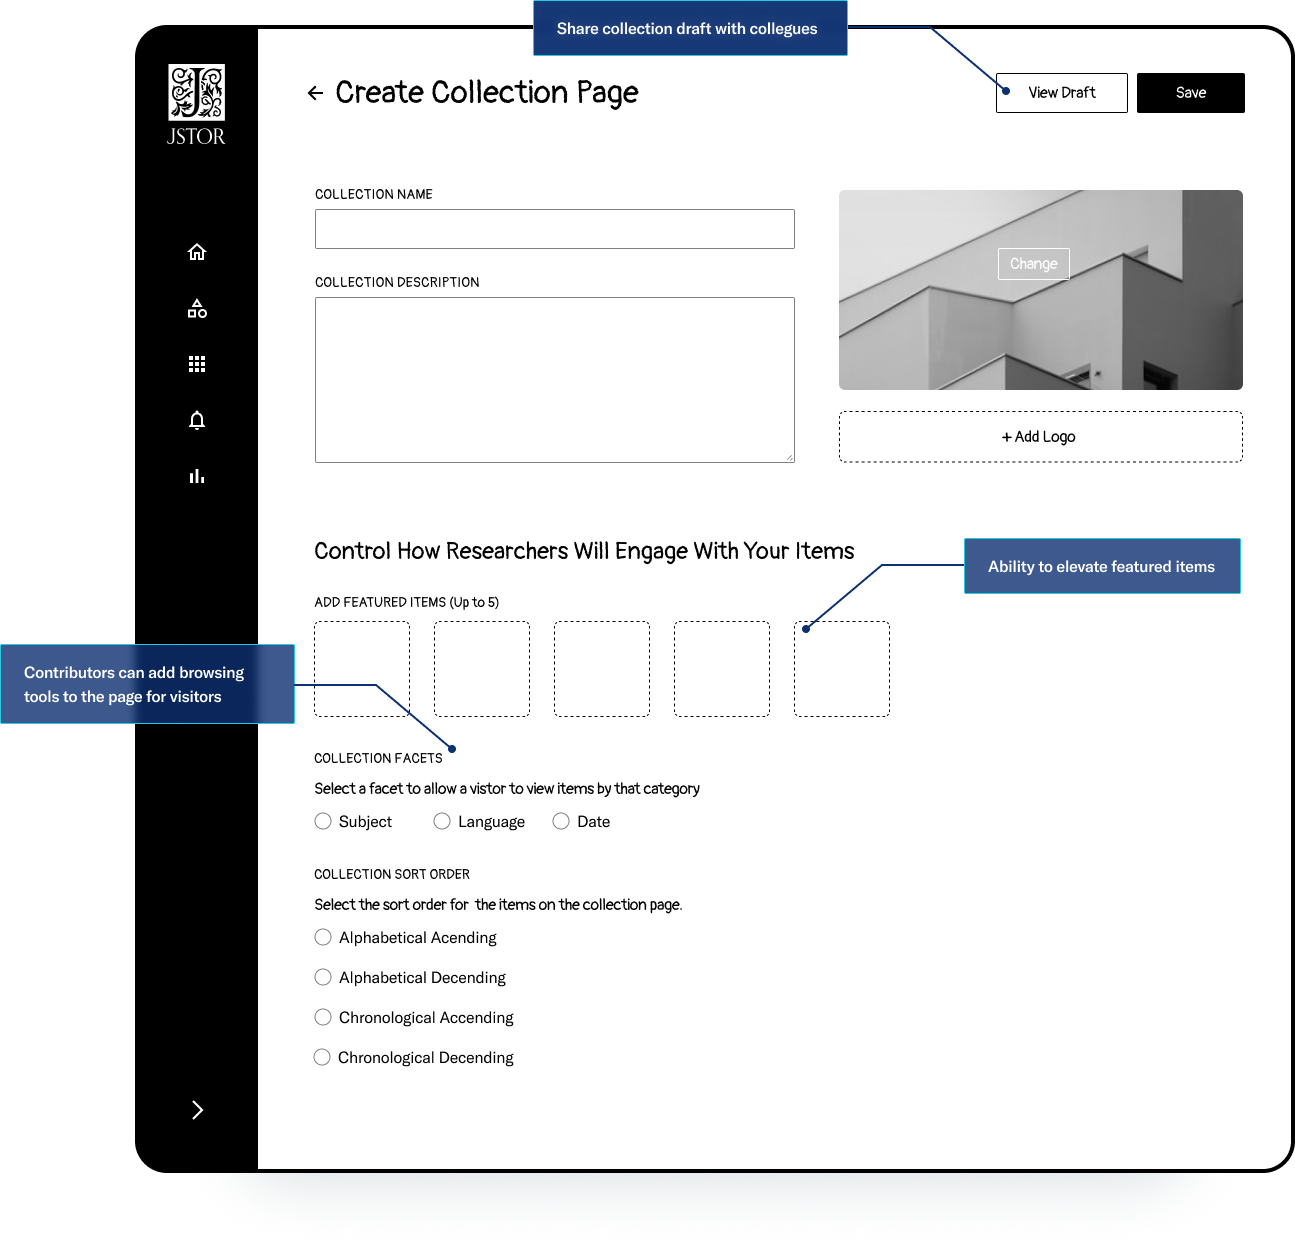 Share collection draft with collegues
JSTOR
Create Collection Page
View Draft
Save
COLLECTION NAME
COLLECTION DESCRIPTION
Change
+ Add Logo
Control How Researchers Will Engage With Your Items
Ability to elevate featured items
ADD FEATURED ITEMS (Up to 5)
Contributors can add browsing
tools to the page for visitors
COLLECTION FACETS
Select a facet to allow a vistor to view items by that category
Subject
Language
Date
COLLECTION SORT ORDER
Select the sort order for the items on the collection page.
Alphabetical Acending
Alphabetical Decending
Chronological Accending
Chronological Decending